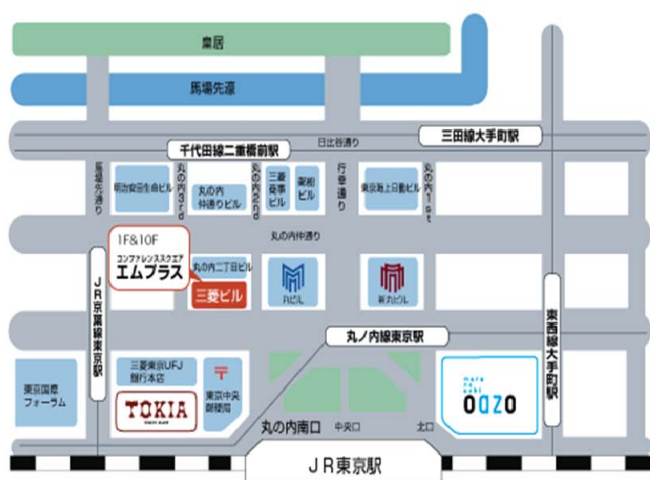 皇居
馬場先濠
三田線大手町駅
日比谷通り
千代田線二重橋前駅
馬場先通り
明治安田生命ビル
丸の内3rd
丸の内
仲通りビル
丸の内2nd
三菱
商事
ビル
郵船
ビル
行幸通り
東京海上日動ビル
丸の内1st
丸の内仲通り
1F&10F
コンファレンススクエア
エムプラス
丸の内二丁目ビル
三菱ビル
丸ビル
新丸ビル
JR京葉線東京駅
丸ノ内線東京駅
東西線大手町駅
東京国際
フォーラム
三菱東京UFJ
銀行本店
TOKIA
〒
東京中央
郵便局
OAZO
丸の内南口
中央口
北口
JR東京駅